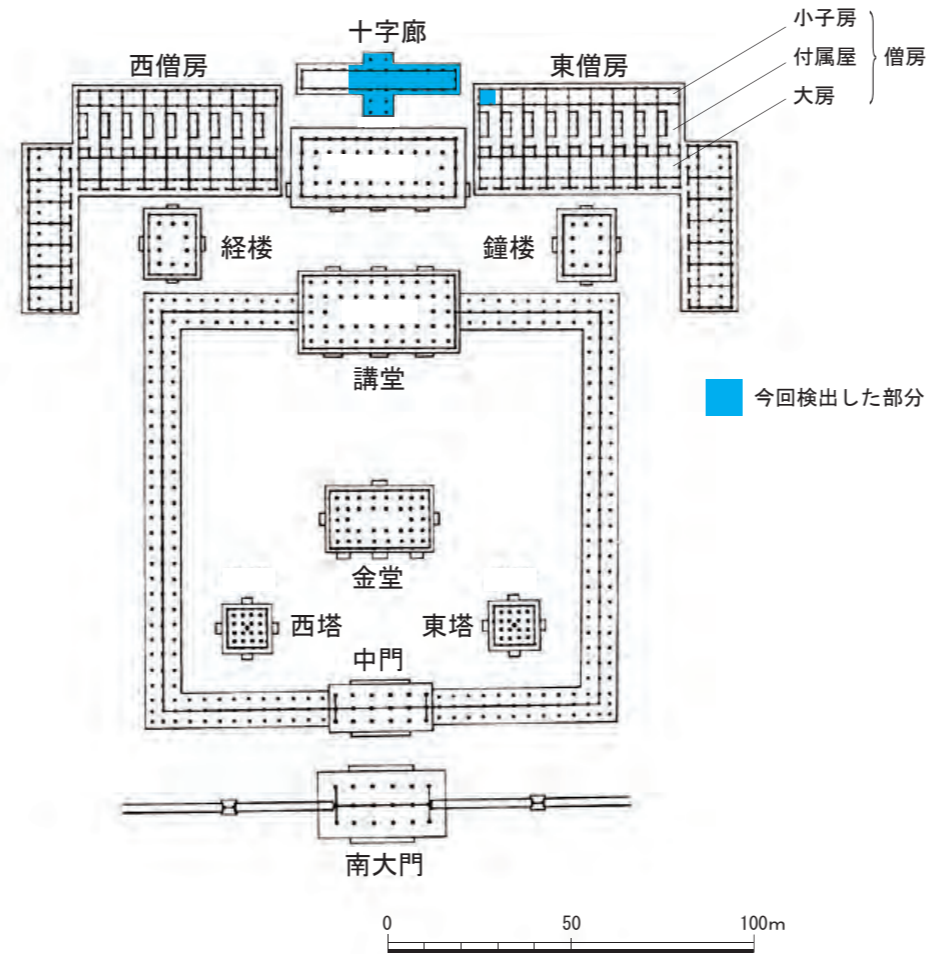 十字廊
西僧房
東僧房
小子房
付属屋
大房
僧房
経楼
鐘楼
講堂
今回検出した部分
金堂
西塔
東塔
中門
南大門
0
50
100m